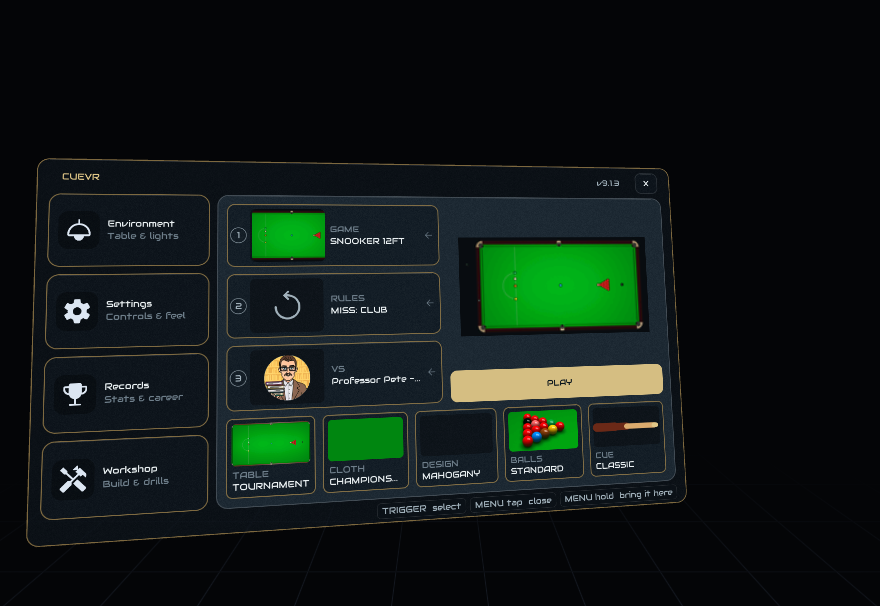 CUEVR
v9.1.3
X
Environment
Table & lights
Settings
Controls & feel
Records
Stats & career
Workshop
Build & drills
1
GAME
SNOOKER 12FT
2
RULES
MISS: CLUB
3
VS
Professor Pete -...
PLAY
TABLE
TOURNAMENT
CLOTH
CHAMPIONS...
DESIGN
MAHOGANY
BALLS
STANDARD
CUE
CLASSIC
TRIGGER select
MENU tap close
MENU hold bring it here